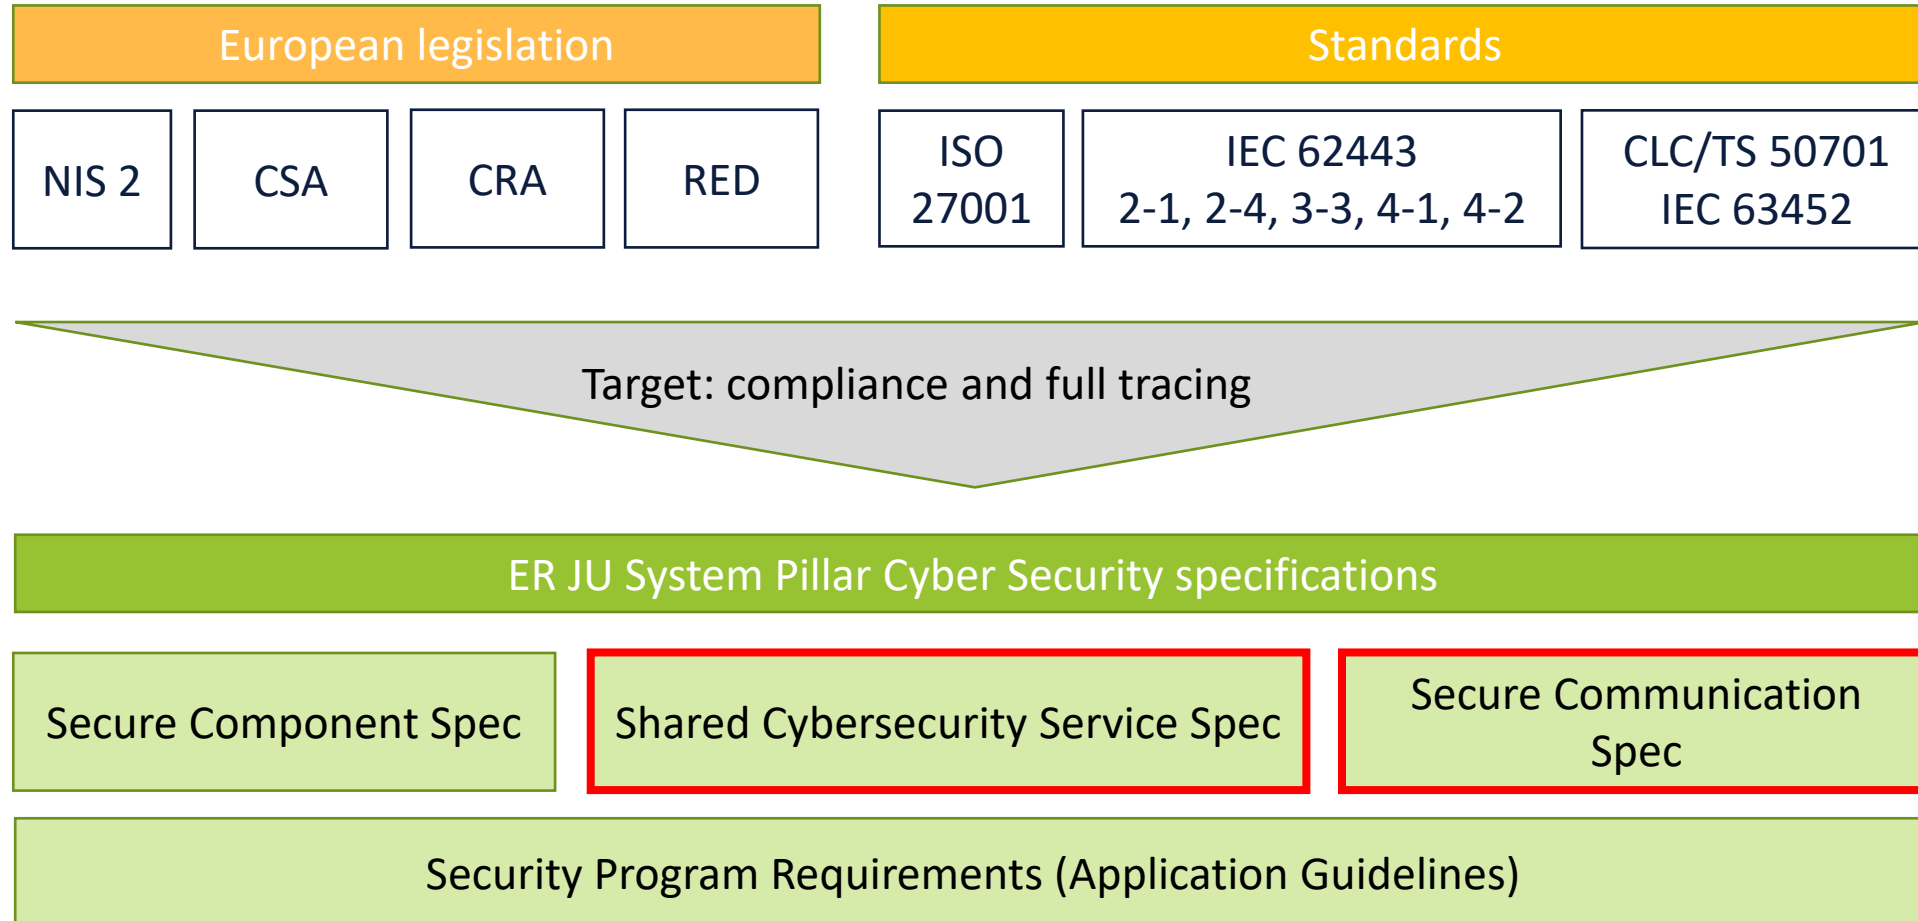 European legislation
Standards
NIS 2
CSA
CRA
RED
ISO
27001
IEC 62443
2-1, 2-4, 3-3, 4-1, 4-2
CLC/TS 50701
IEC 63452
Target: compliance and full tracing
ER JU System Pillar Cyber Security specifications
Secure Component Spec
Shared Cybersecurity Service Spec
Secure Communication
Spec
Security Program Requirements (Application Guidelines)